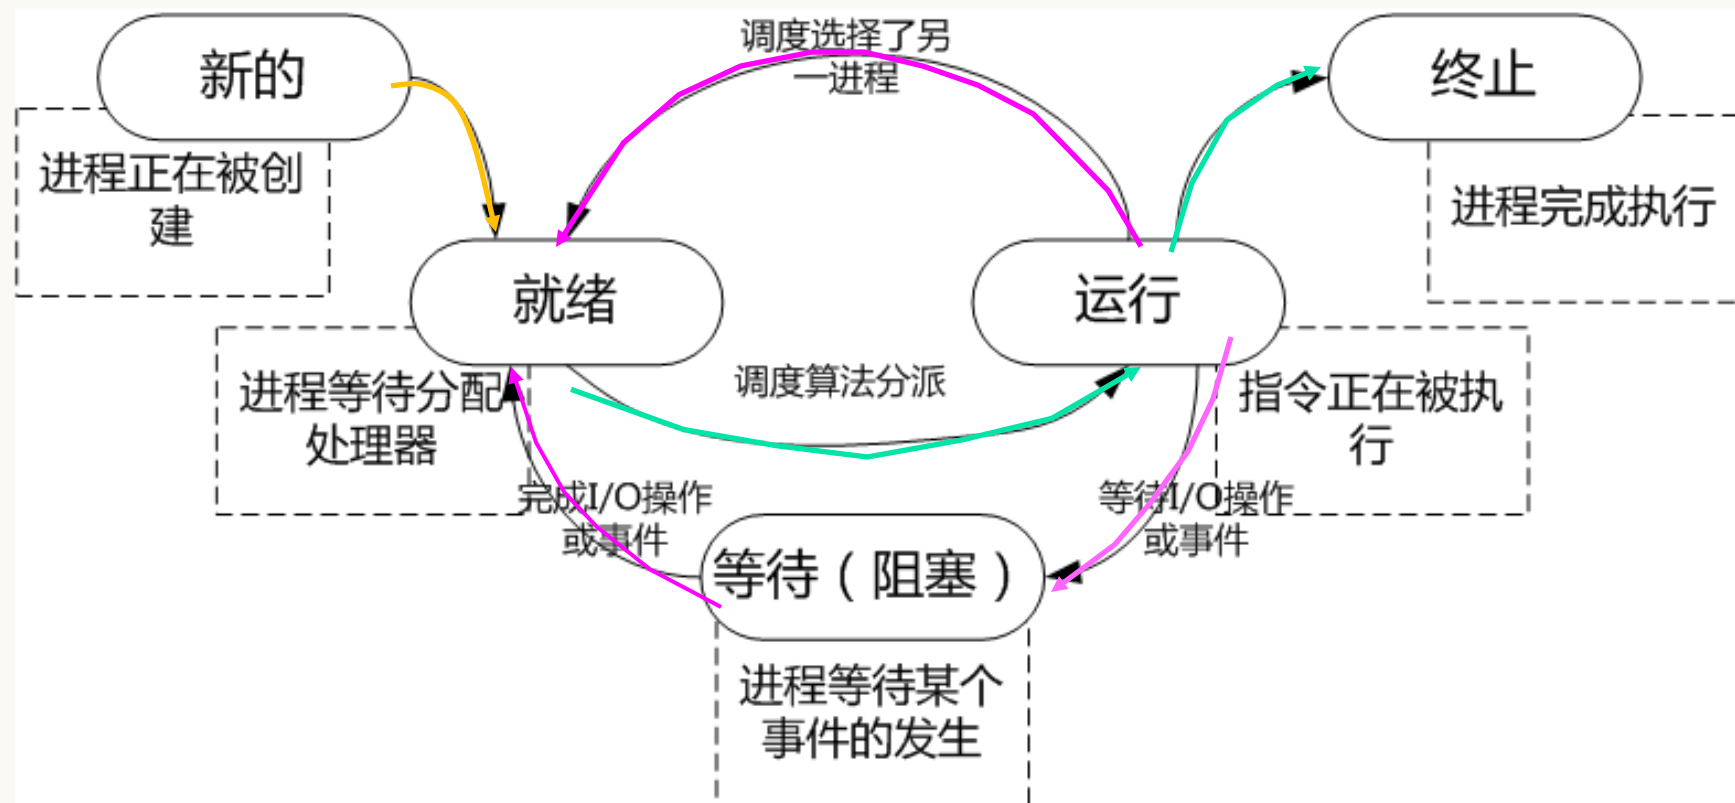 新的
调度选择了另
一进程
终止
进程正在被创
建
进程完成执行
就绪
运行
进程等待分配
处理器
调度算法分派
指令正在被执
行
完成I/O操作
或事件
等待I/O操作
或事件
等待（阻塞）
进程等待某个
事件的发生